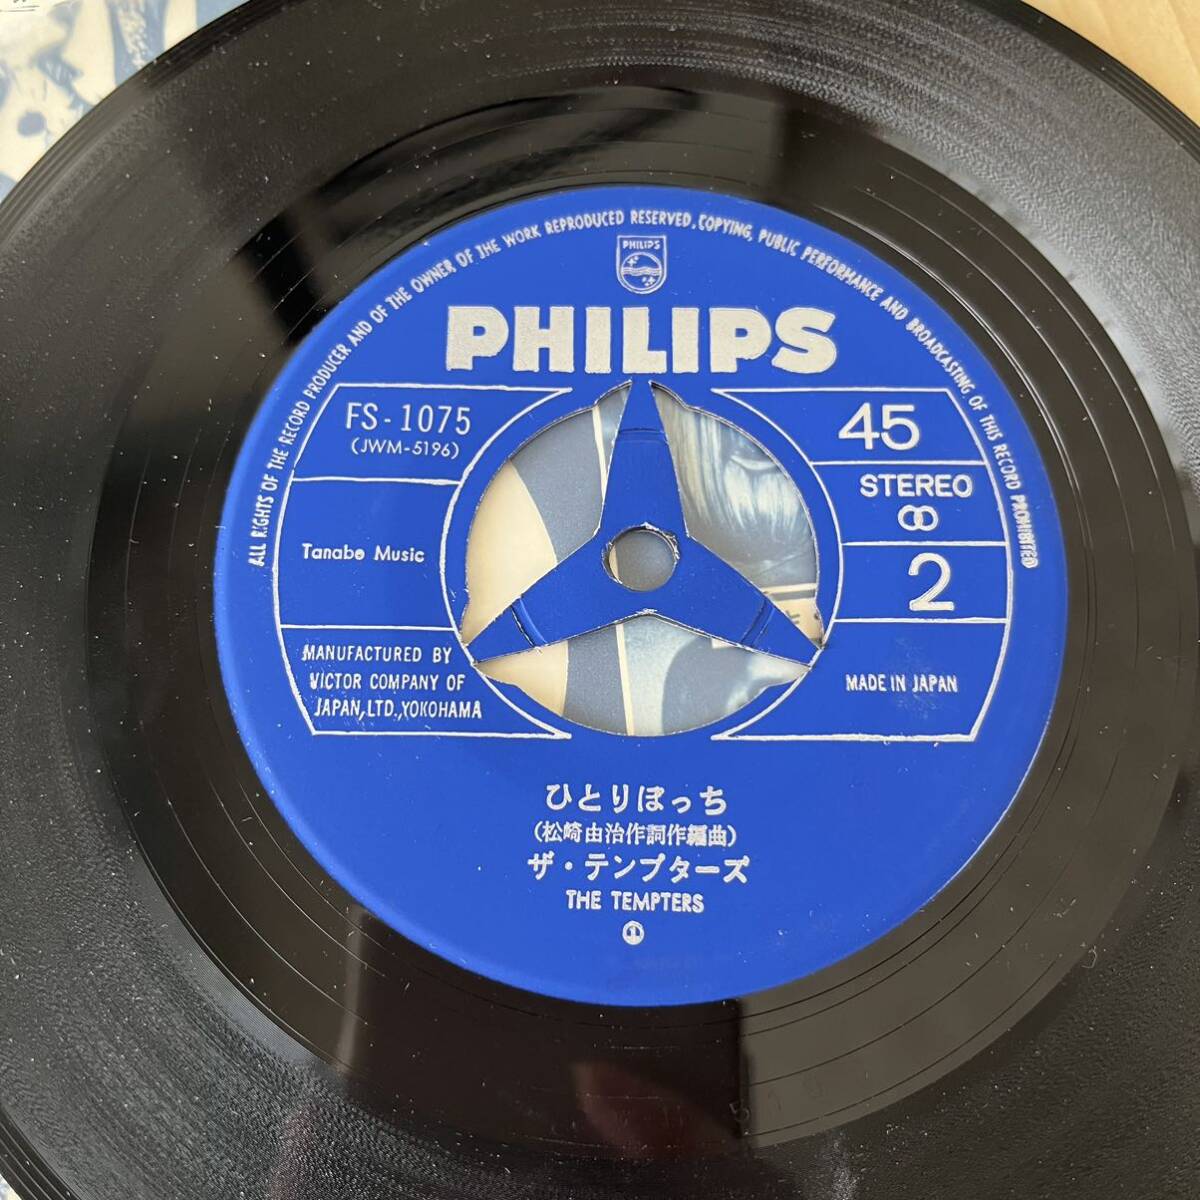 ALL RIGHTS OF THE RECORD PRODUCER AND OF THE OWNER OF THE WORK REPRODUCED RESERVED. COPYING, PUBLIC PERFORMANCE AND BROADCASTING OF THIS RECORD PROHIBITED
PHILIPS
PHILIPS
FS-1075
(JWM-5196)
Tanabe Music
MANUFACTURED BY
VICTOR COMPANY OF
JAPAN, LTD., YOKOHAMA
45
STEREO
2
MADE IN JAPAN
ひとりぼっち
(松崎由治作詞作編曲)
ザ・テンプターズ
THE TEMPTERS
①